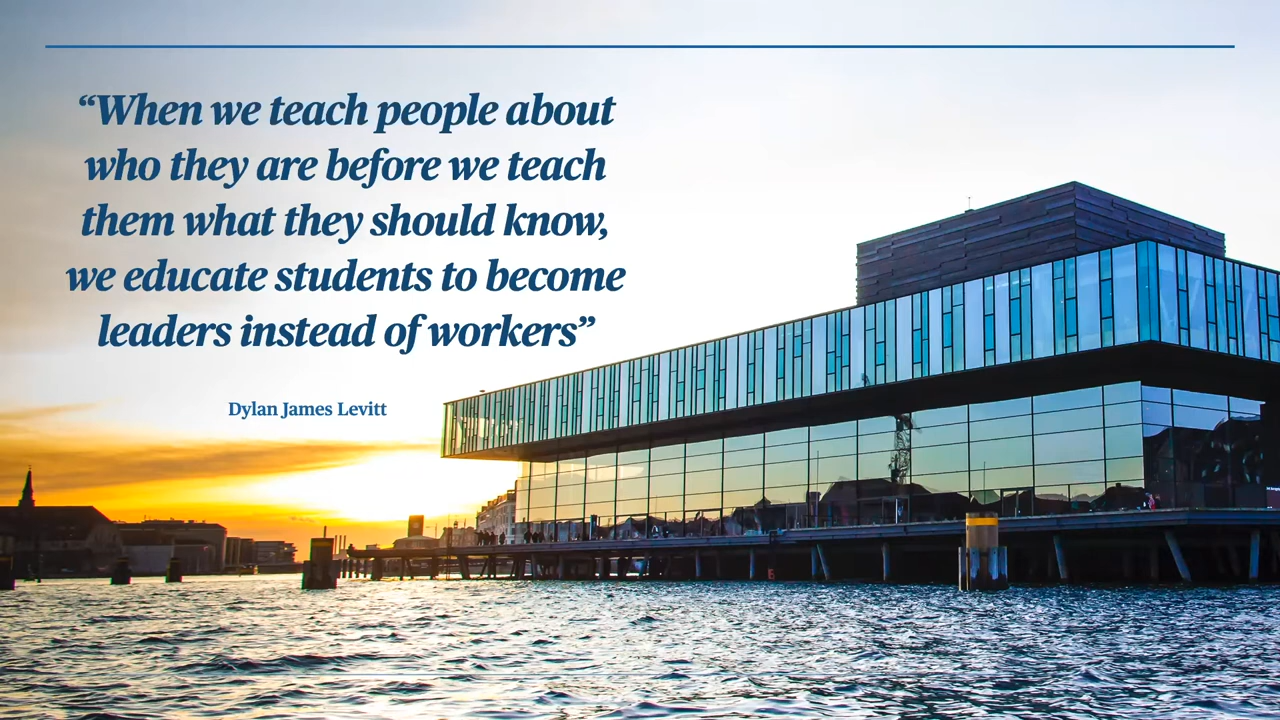 “When we teach people about
who they are before we teach
them what they should know,
we educate students to become
leaders instead of workers”
Dylan James Levitt